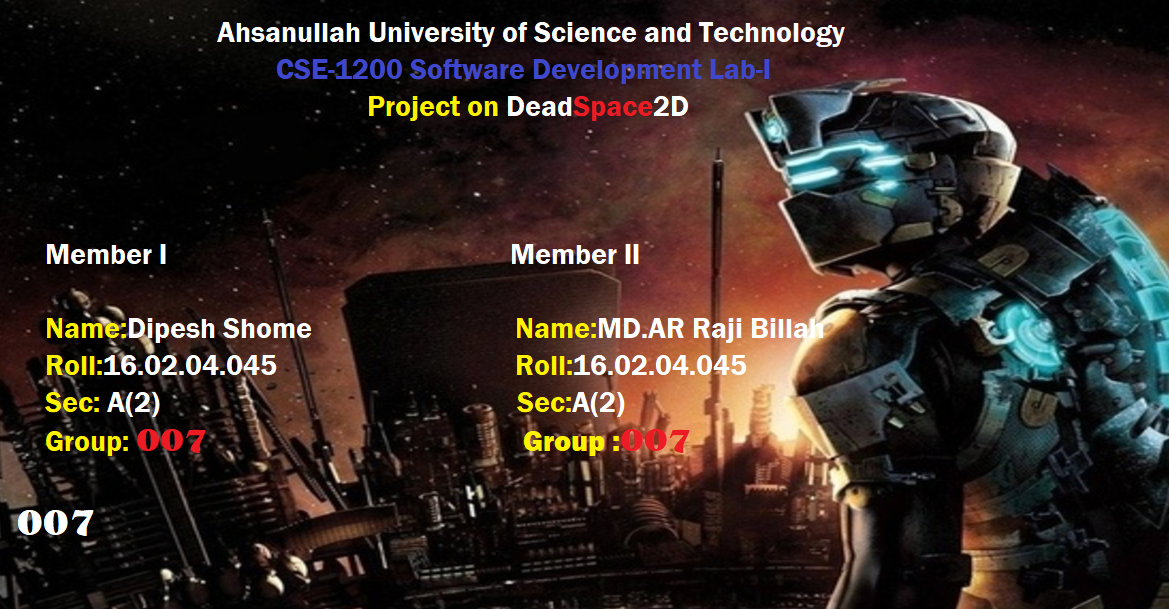 Ahsanullah University of Science and Technology
CSE-1200 Software Development Lab-I
Project on DeadSpace2D
Member I
Name:Dipesh Shome
Roll:16.02.04.045
Sec: A(2)
Group: 007
Member II
Name:MD.AR Raji Billah
Roll:16.02.04.045
Sec:A(2)
Group :007
007